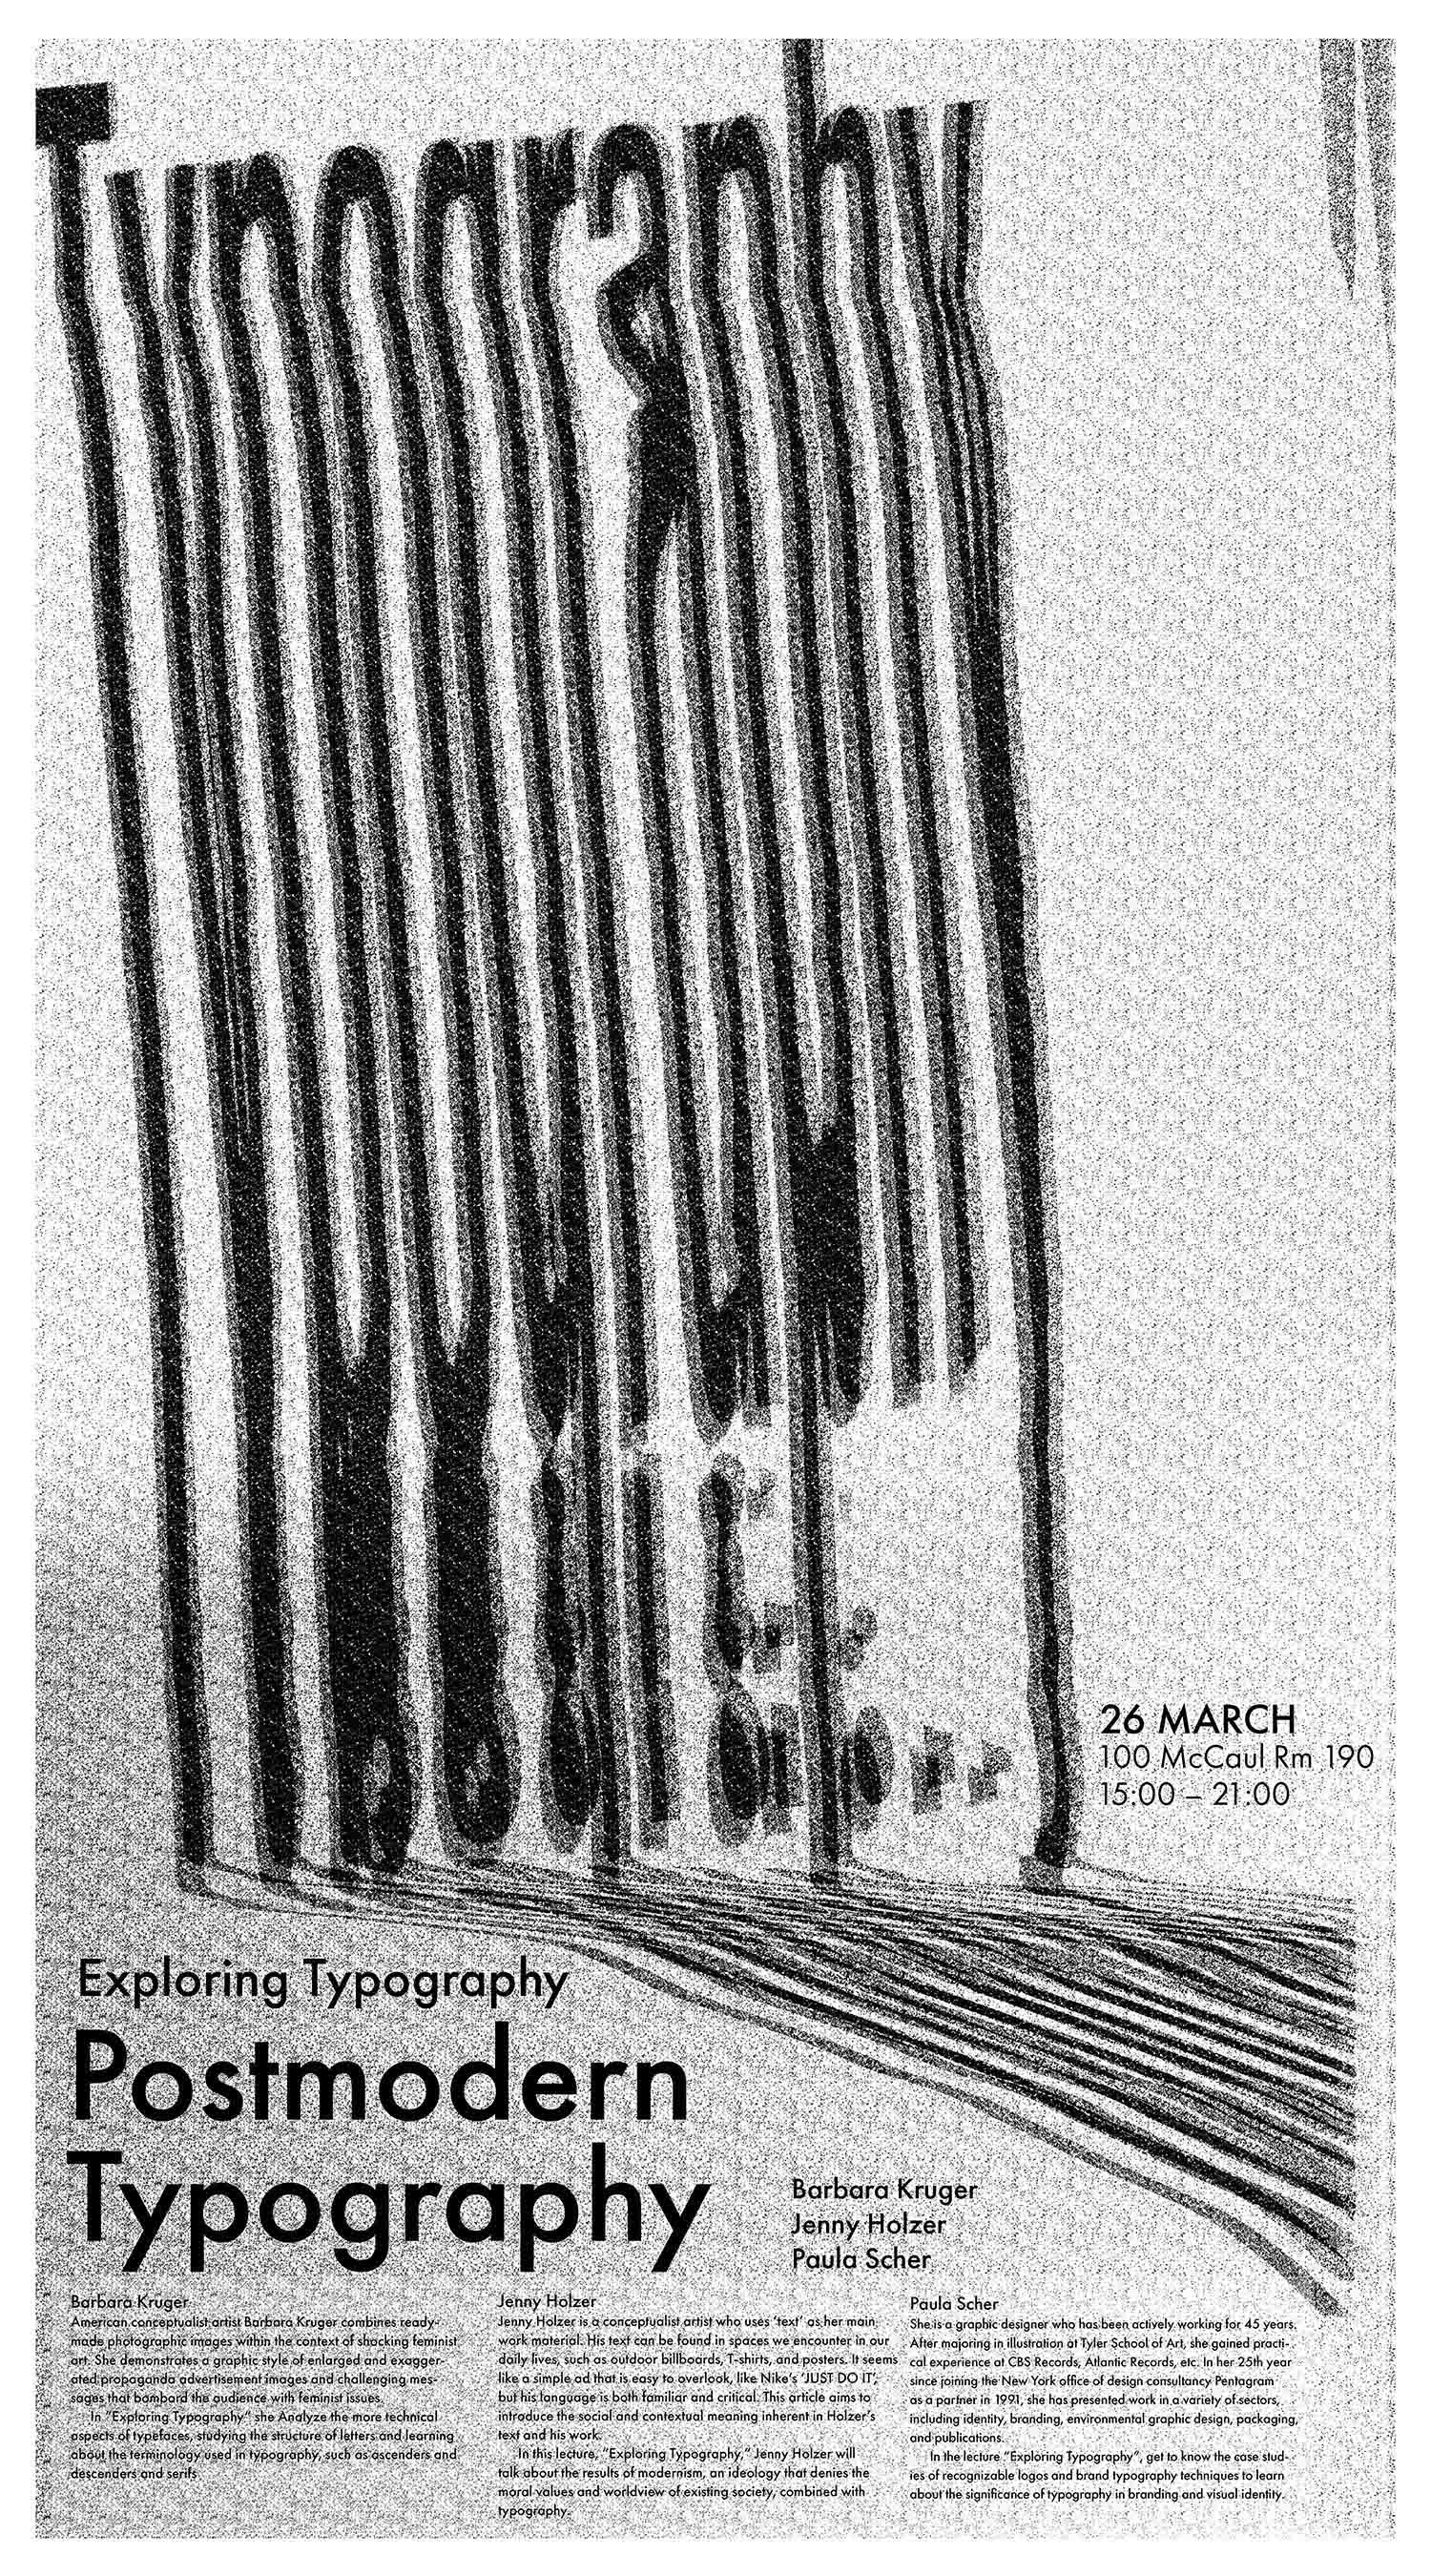 Typography
26 MARCH
100 McCaul Rm 190
15:00 – 21:00
Exploring Typography
Postmodern
Typography
Barbara Kruger
Jenny Holzer
Paula Scher
Barbara Kruger
American conceptualist artist Barbara Kruger combines ready-
made photographic images within the context of shocking feminist
art. She demonstrates a graphic style of enlarged and exagger-
ated propaganda advertisement images and challenging mes-
sages that bombard the audience with feminist issues.
In "Exploring Typography" she Analyze the more technical
aspects of typefaces, studying the structure of letters and learning
about the terminology used in typography, such as ascenders and
descenders and serifs
Jenny Holzer
Jenny Holzer is a conceptualist artist who uses ‘text’ as her main
work material. His text can be found in spaces we encounter in our
daily lives, such as outdoor billboards, T-shirts, and posters. It seems
like a simple ad that is easy to overlook, like Nike’s ‘JUST DO IT’,
but his language is both familiar and critical. This article aims to
introduce the social and contextual meaning inherent in Holzer’s
text and his work.
In this lecture, “Exploring Typography,” Jenny Holzer will
talk about the results of modernism, an ideology that denies the
moral values and worldview of existing society, combined with
typography.
Paula Scher
She is a graphic designer who has been actively working for 45 years.
After majoring in illustration at Tyler School of Art, she gained practi-
cal experience at CBS Records, Atlantic Records, etc. In her 25th year
since joining the New York office of design consultancy Pentagram
as a partner in 1991, she has presented work in a variety of sectors,
including identity, branding, environmental graphic design, packaging,
and publications.
In the lecture “Exploring Typography”, get to know the case stud-
ies of recognizable logos and brand typography techniques to learn
about the significance of typography in branding and visual identity.